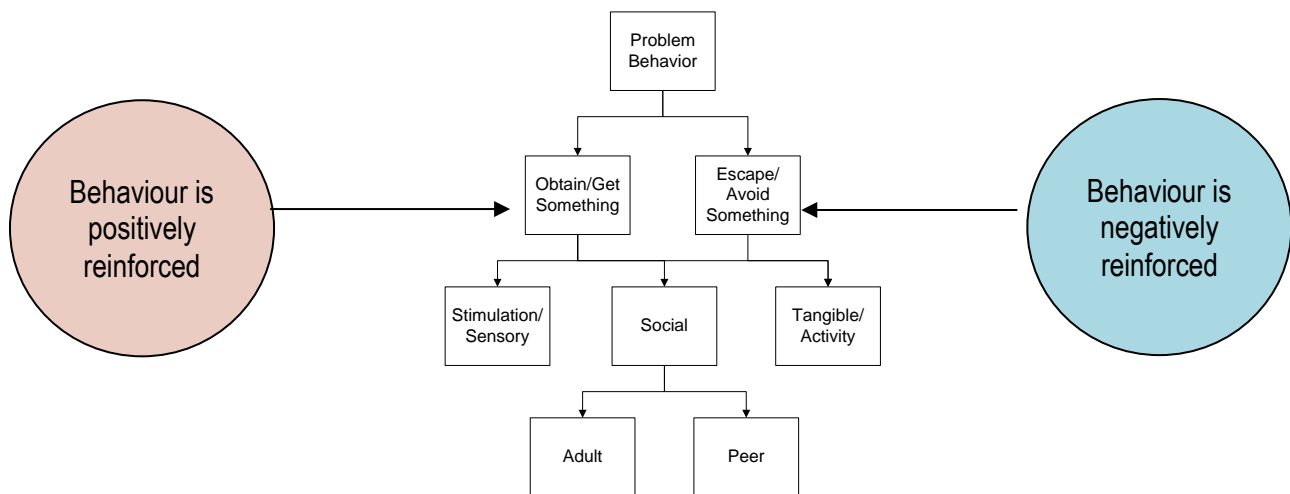 Problem
Behavior
Behaviour is
positively
reinforced
Obtain/Get
Something
Escape/
Avoid
Something
Behaviour is
negatively
reinforced
Stimulation/
Sensory
Social
Tangible/
Activity
Adult
Peer